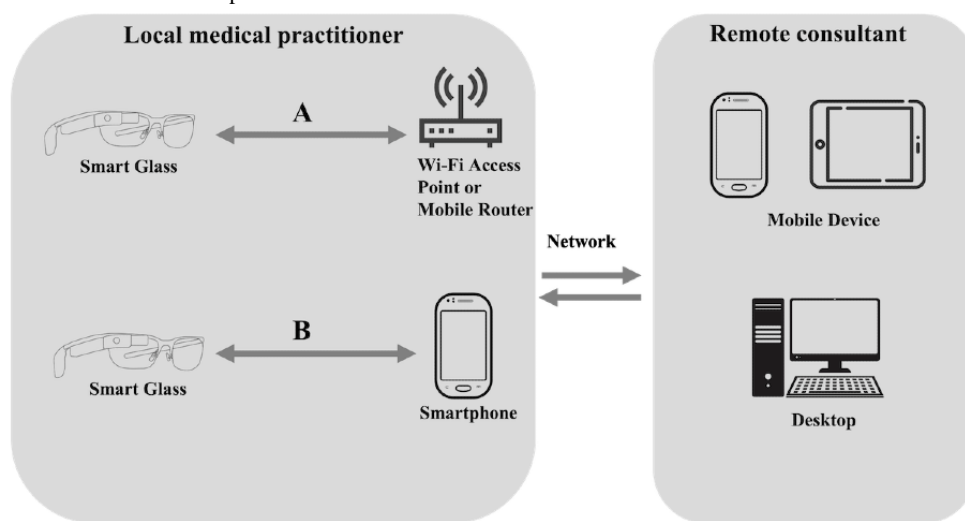 Local medical practitioner
Remote consultant
A
Smart Glass
Wi-Fi Access
Point or
Mobile Router
Mobile Device
Network
B
Smart Glass
Smartphone
Desktop